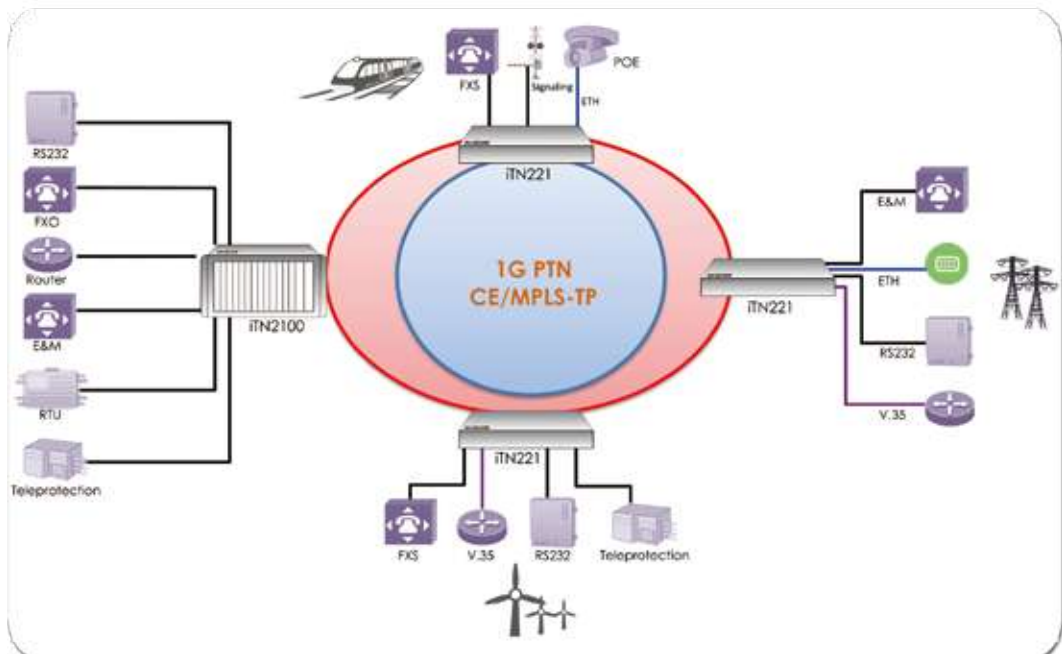 FXS
Signaling
POE
ETH
iTN221
RS232
FXO
Router
E&M
RTU
Teleprotection
iTN2100
1G PTN
CE/MPLS-TP
E&M
ETH
RS232
V.35
iTN221
iTN221
FXS
V.35
RS232
Teleprotection